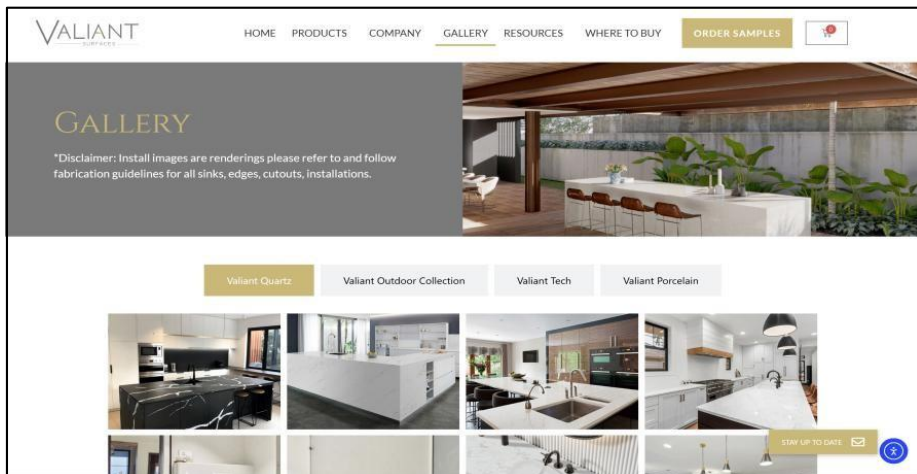 VALIANT
SURFACES
HOME PRODUCTS COMPANY GALLERY RESOURCES WHERE TO BUY ORDER SAMPLES 0
GALLERY
*Disclaimer: Install images are renderings please refer to and follow
fabrication guidelines for all sinks, edges, cutouts, installations.
Valiant Quartz Valiant Outdoor Collection Valiant Tech Valiant Porcelain
STAY UP TO DATE